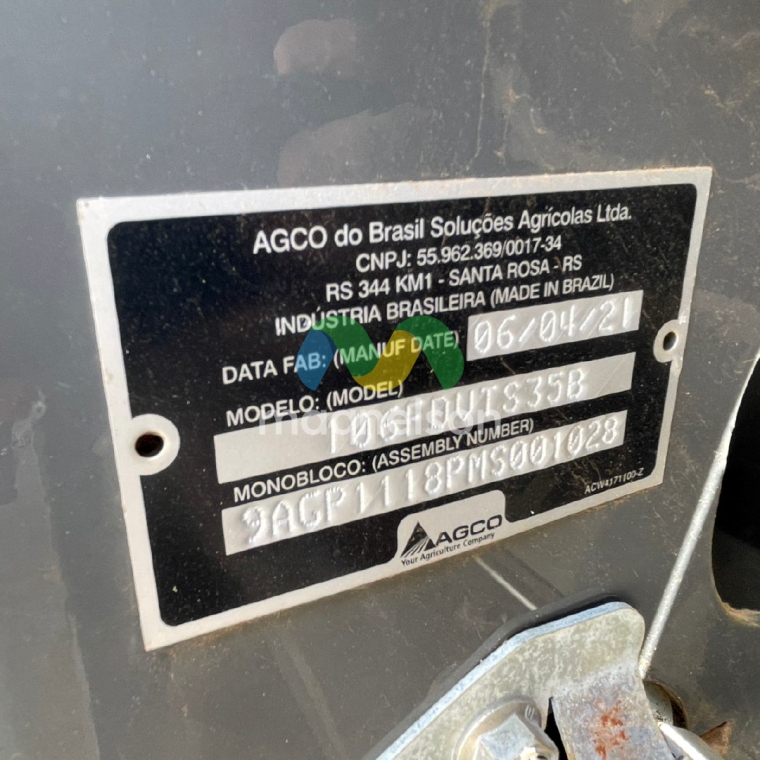 AGCO do Brasil Soluções Agrícolas Ltda.
CNPJ: 55.962.369/0017-34
RS 344 KM1 - SANTA ROSA - RS
INDÚSTRIA BRASILEIRA (MADE IN BRAZIL)
DATA FAB: (MANUF DATE) 06/04/21
MODELO: (MODEL)
MONOBLOCO: (ASSEMBLY NUMBER)
9AGP1118PMS001028
ACW4171100-Z
AGCO
Your Agriculture Company